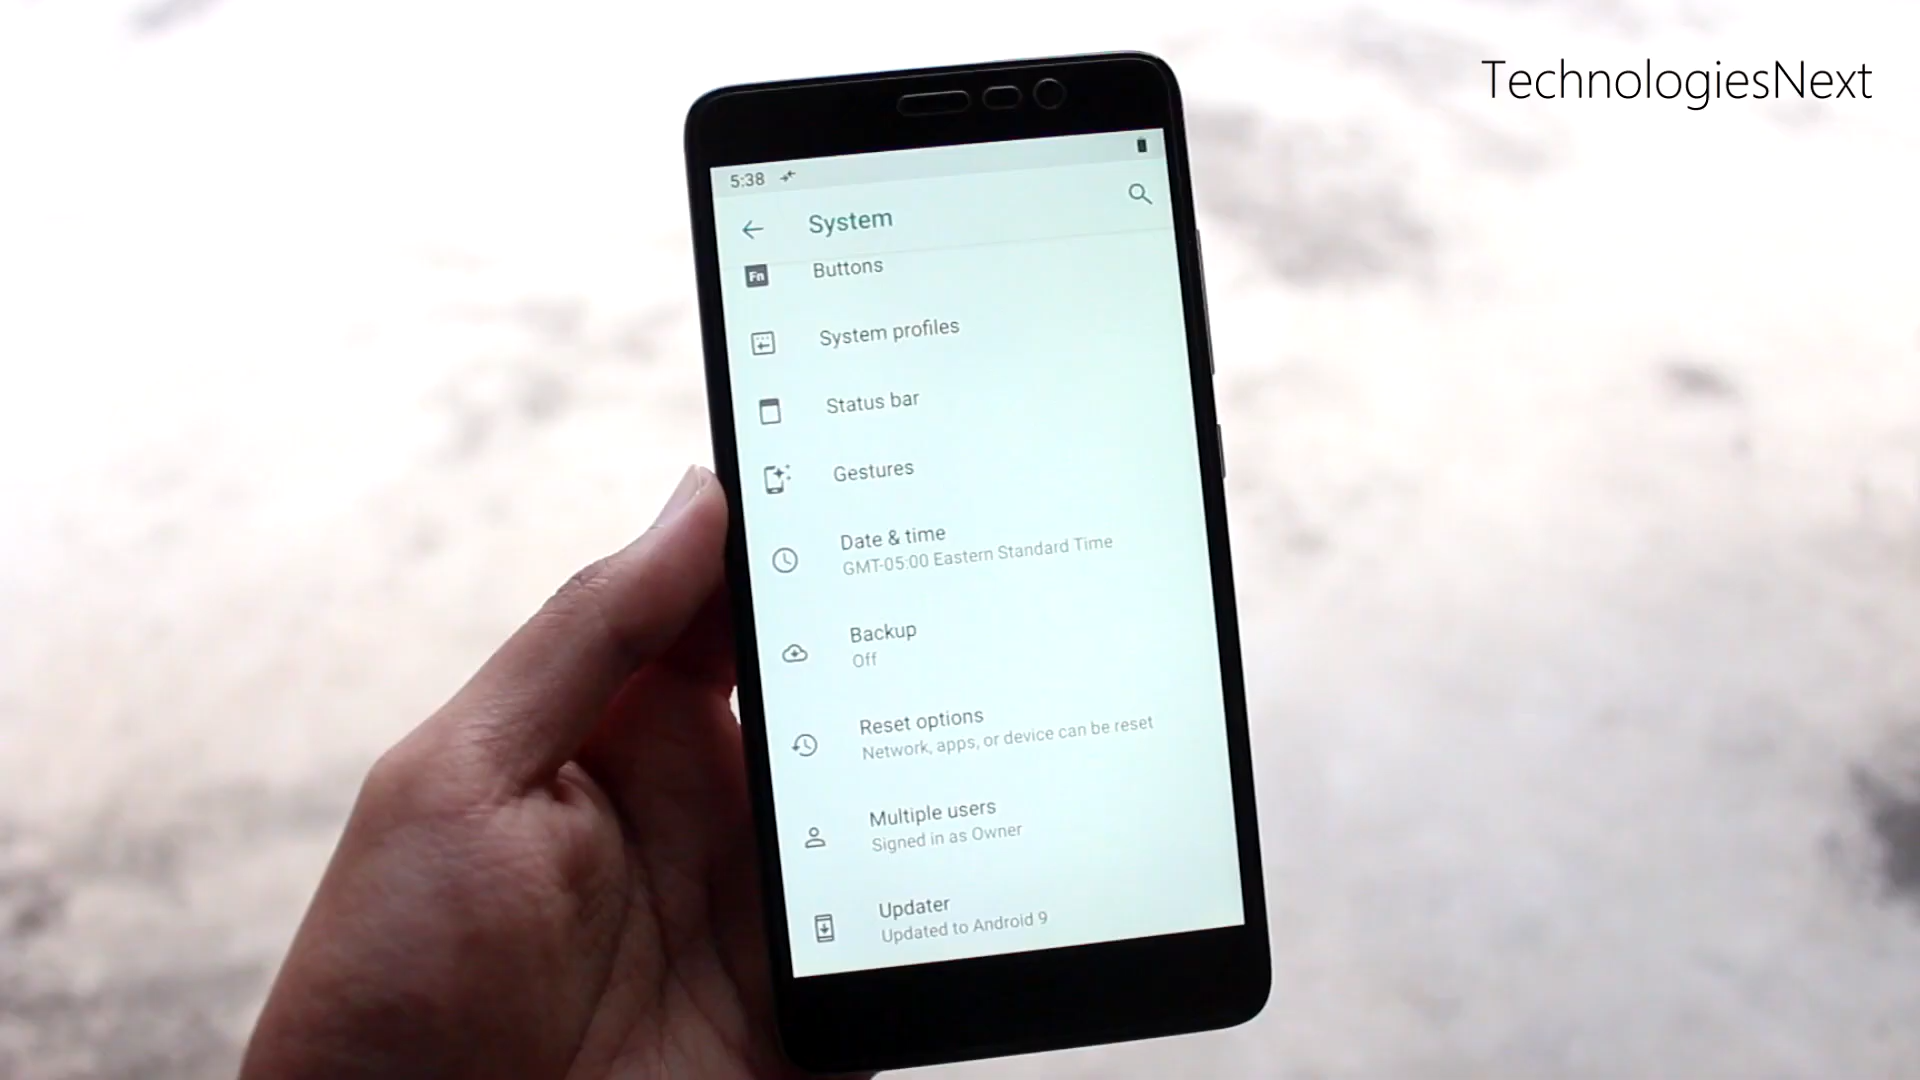 TechnologiesNext
5:38
System
Fn
Buttons
System profiles
Status bar
Gestures
Date & time
GMT-05:00 Eastern Standard Time
Backup
Off
Reset options
Network, apps, or device can be reset
Multiple users
Signed in as Owner
Updater
Updated to Android 9